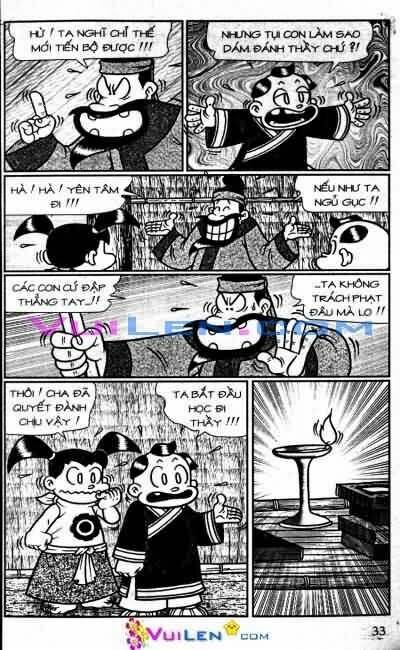 HỪ ! TA NGHĨ CHỈ THẾ
MỚI TIẾN BỘ ĐƯỢC !!!
NHƯNG TỤI CON LÀM SAO
DÁM ĐÁNH THẦY CHỨ ?!
HÀ ! HÀ ! YÊN TÂM
ĐI !!!
NẾU NHƯ TA
NGỦ GỤC !!
CÁC CON CỨ ĐẬP
THẲNG TAY...!!
...TA KHÔNG
TRÁCH PHẠT
ĐÂU MÀ LO !!
VUILEN.COM
THÔI ! CHA ĐÃ
QUYẾT ĐÀNH
CHỊU VẬY !
TA BẮT ĐẦU
HỌC ĐI
THẦY !!!
33
VUILEN.COM